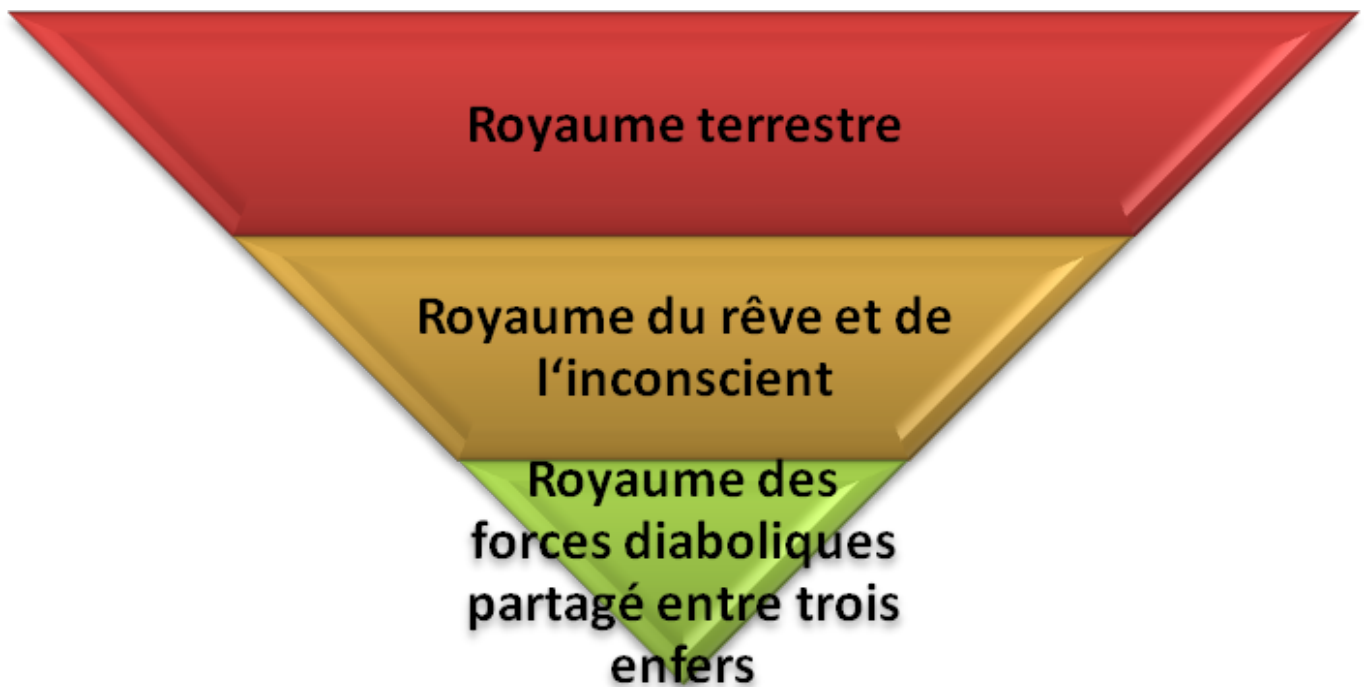 Royaume terrestre
Royaume du rêve et de
l‘inconscient
Royaume des
forces diaboliques
partagé entre trois
enfers